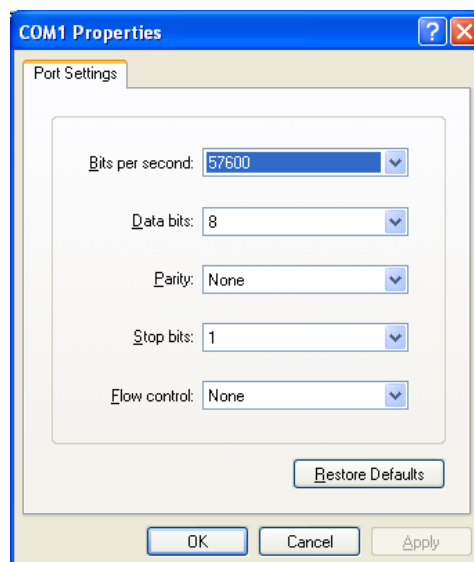 COM1 Properties
Port Settings
Bits per second: 57600
Data bits: 8
Parity: None
Stop bits: 1
Flow control: None
Restore Defaults
OK Cancel Apply